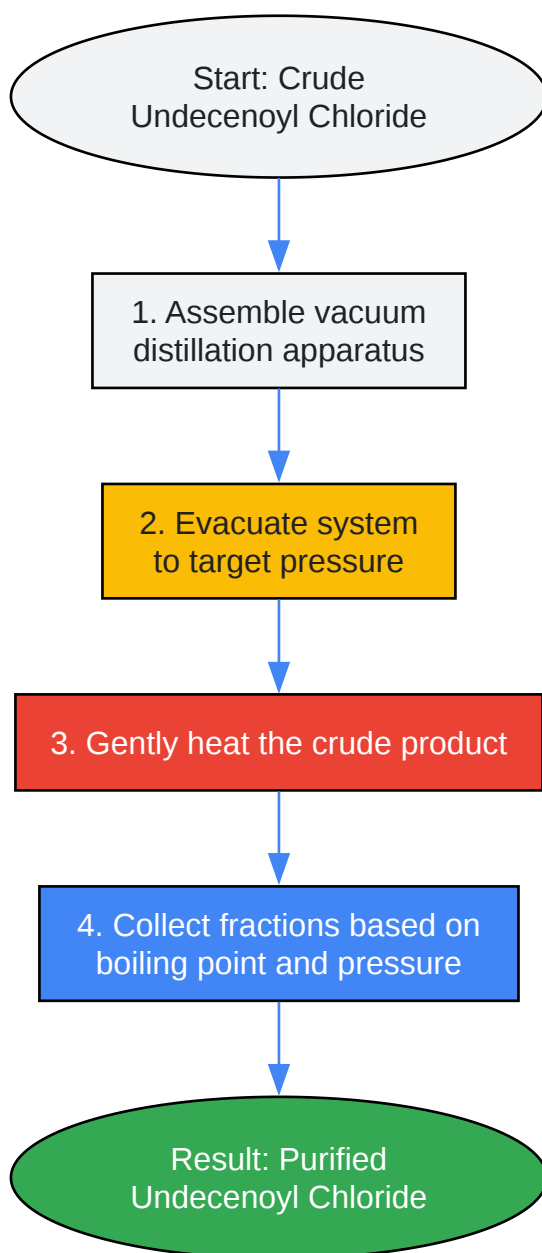 Start: Crude
Undecenoyl Chloride
1. Assemble vacuum
distillation apparatus
2. Evacuate system
to target pressure
3. Gently heat the crude product
4. Collect fractions based on
boiling point and pressure
Result: Purified
Undecenoyl Chloride